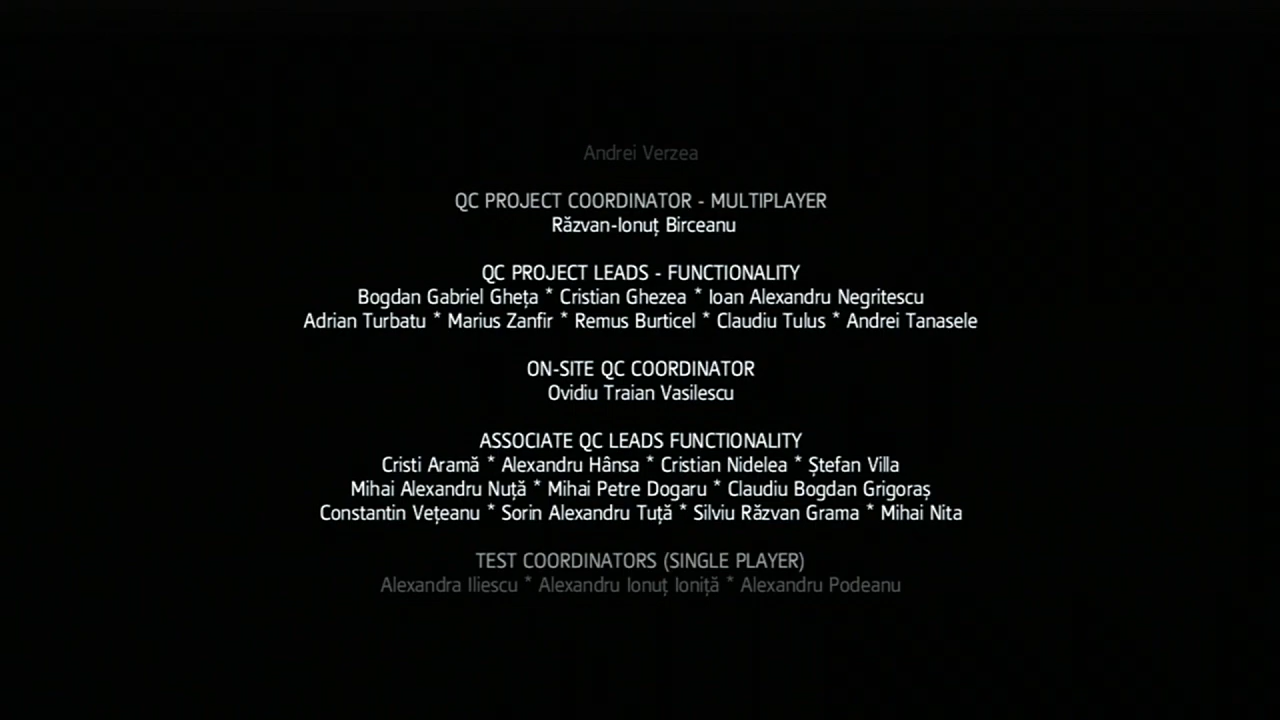 Andrei Verzea
QC PROJECT COORDINATOR - MULTIPLAYER
Răzvan-Ionuț Birceanu
QC PROJECT LEADS - FUNCTIONALITY
Bogdan Gabriel Gheța * Cristian Ghezea * Ioan Alexandru Negritescu
Adrian Turbatu * Marius Zanfir * Remus Burticel * Claudiu Tulus * Andrei Tanasele
ON-SITE QC COORDINATOR
Ovidiu Traian Vasilescu
ASSOCIATE QC LEADS FUNCTIONALITY
Cristi Aramă * Alexandru Hânsa * Cristian Nidelea * Ștefan Villa
Mihai Alexandru Nuță * Mihai Petre Dogaru * Claudiu Bogdan Grigoraș
Constantin Vețeanu * Sorin Alexandru Tuță * Silviu Răzvan Grama * Mihai Nita
TEST COORDINATORS (SINGLE PLAYER)
Alexandra Iliescu * Alexandru Ionuț Ioniță * Alexandru Podeanu